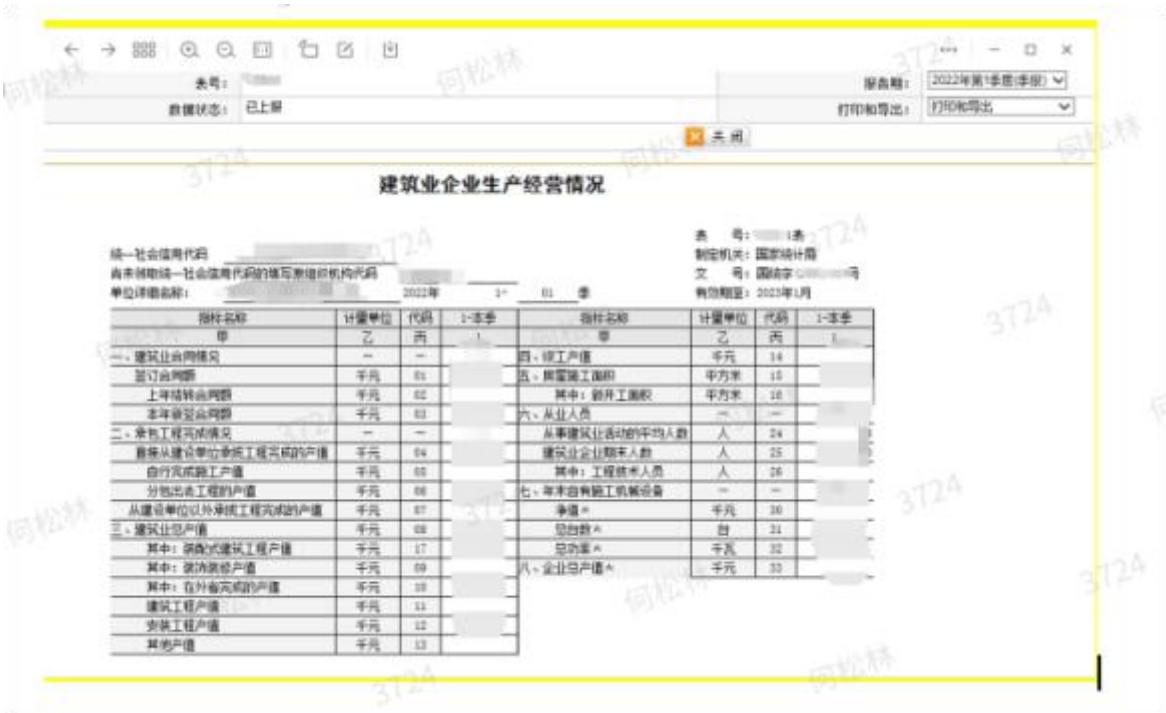 表号：
报告期： 2022年第1季度(季报)
数据状态： 已上报
打印和导出： 打印和导出
关闭
建筑业企业生产经营情况
表 号： 1表
统一社会信用代码
制定机关：国家统计局
尚未领取统一社会信用代码的填写原组织机构代码
文 号：国统字 号
单位详细名称： 2022年 1- 01 季
有效期至：2023年1月
指标名称 计量单位 代码 1-本季 指标名称 计量单位 代码 1-本季
甲 乙 丙 1 甲 乙 丙 1
一、建筑业合同情况 — — 四、竣工产值 千元 14
签订合同额 千元 01 五、房屋施工面积 平方米 15
上年结转合同额 千元 02 其中：新开工面积 平方米 16
本年新签合同额 千元 03 六、从业人员 — —
二、承包工程完成情况 — — 从事建筑业活动的平均人数 人 24
直接从建设单位承揽工程完成的产值 千元 04 建筑业企业期末人数 人 25
自行完成施工产值 千元 05 其中：工程技术人员 人 26
分包出去工程的产值 千元 06 七、年末自有施工机械设备 — —
从建设单位以外承揽工程完成的产值 千元 07 净值^ 千元 30
三、建筑业总产值 千元 08 总台数^ 台 31
其中：装配式建筑工程产值 千元 17 总功率^ 千瓦 32
其中：装饰装修产值 千元 09 八、企业总产值^ 千元 33
其中：在外省完成的产值 千元 10
建筑工程产值 千元 11
安装工程产值 千元 12
其他产值 千元 13
何松林
3724